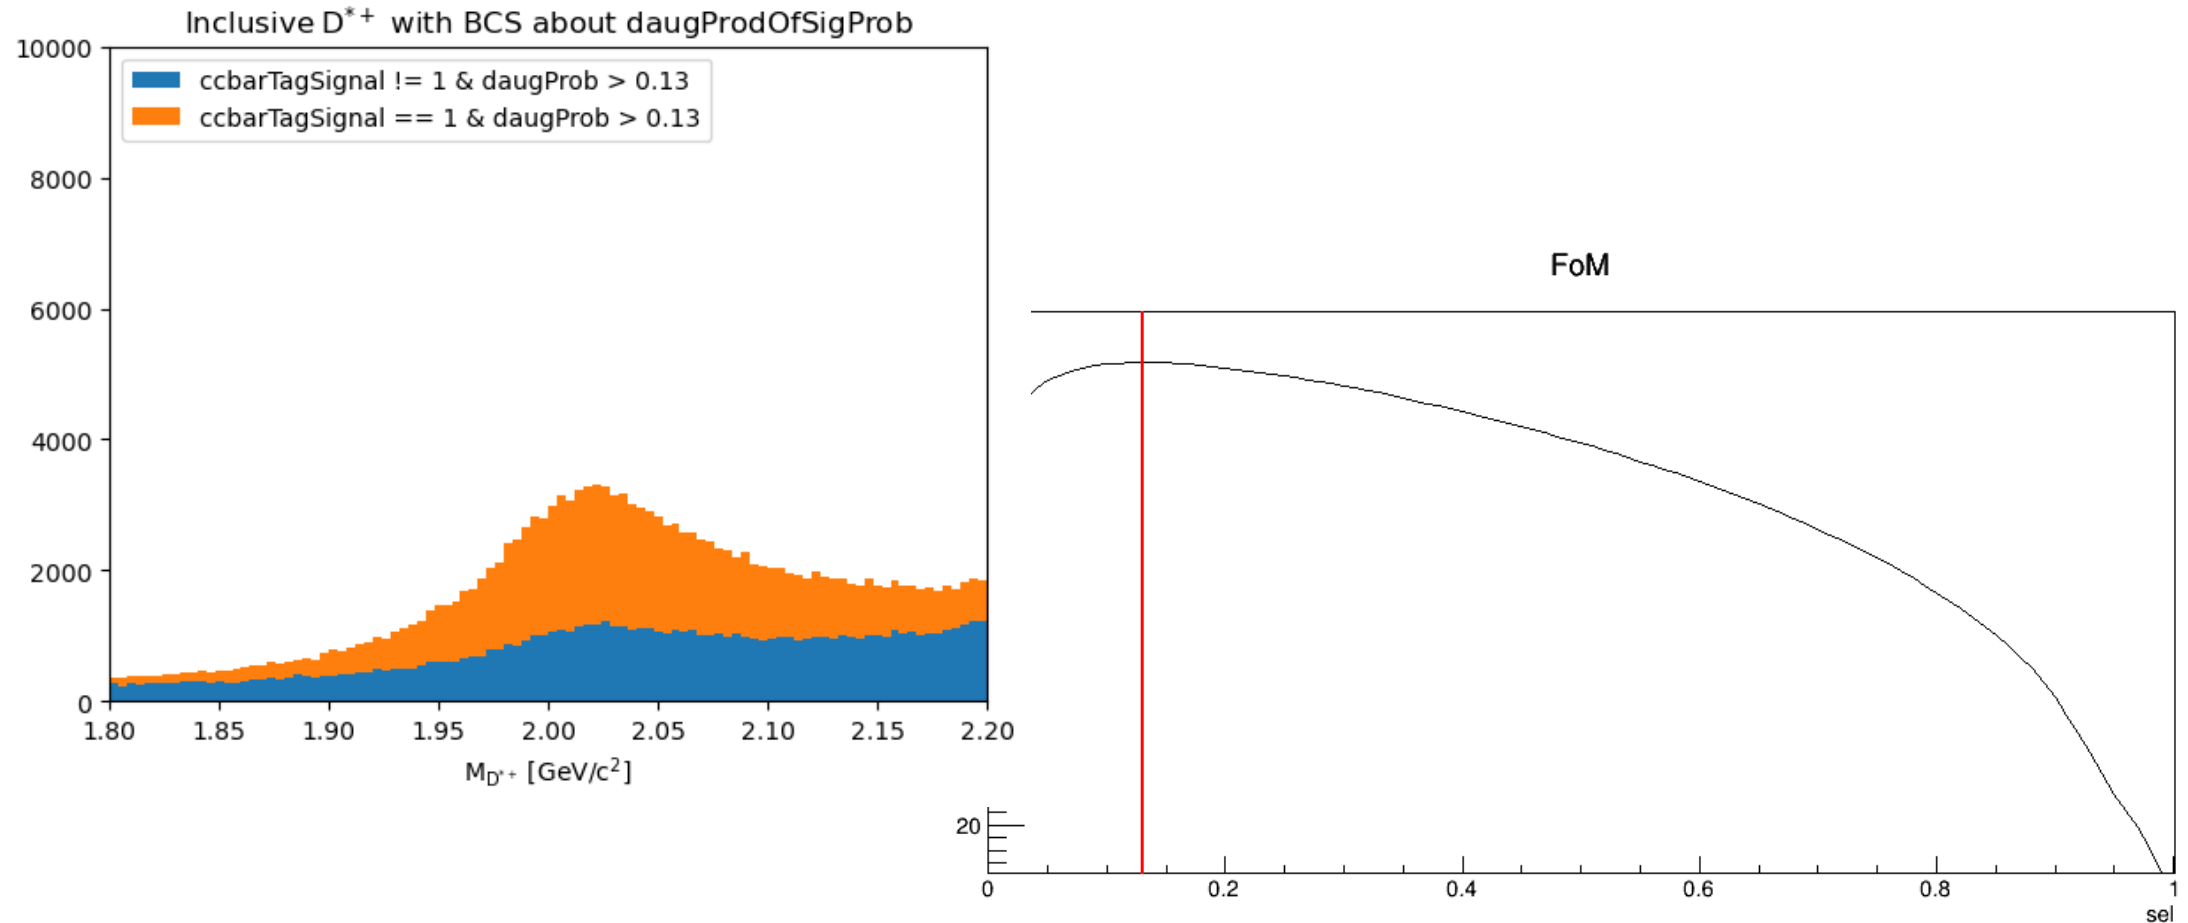 Inclusive D*+ with BCS about daugProdOfSigProb
10000
8000
6000
4000
2000
0
ccbarTagSignal != 1 & daugProb > 0.13
ccbarTagSignal == 1 & daugProb > 0.13
1.80 1.85 1.90 1.95 2.00 2.05 2.10 2.15 2.20
M_D*+ [GeV/c²]
FoM
20
0 0.2 0.4 0.6 0.8 1
sel